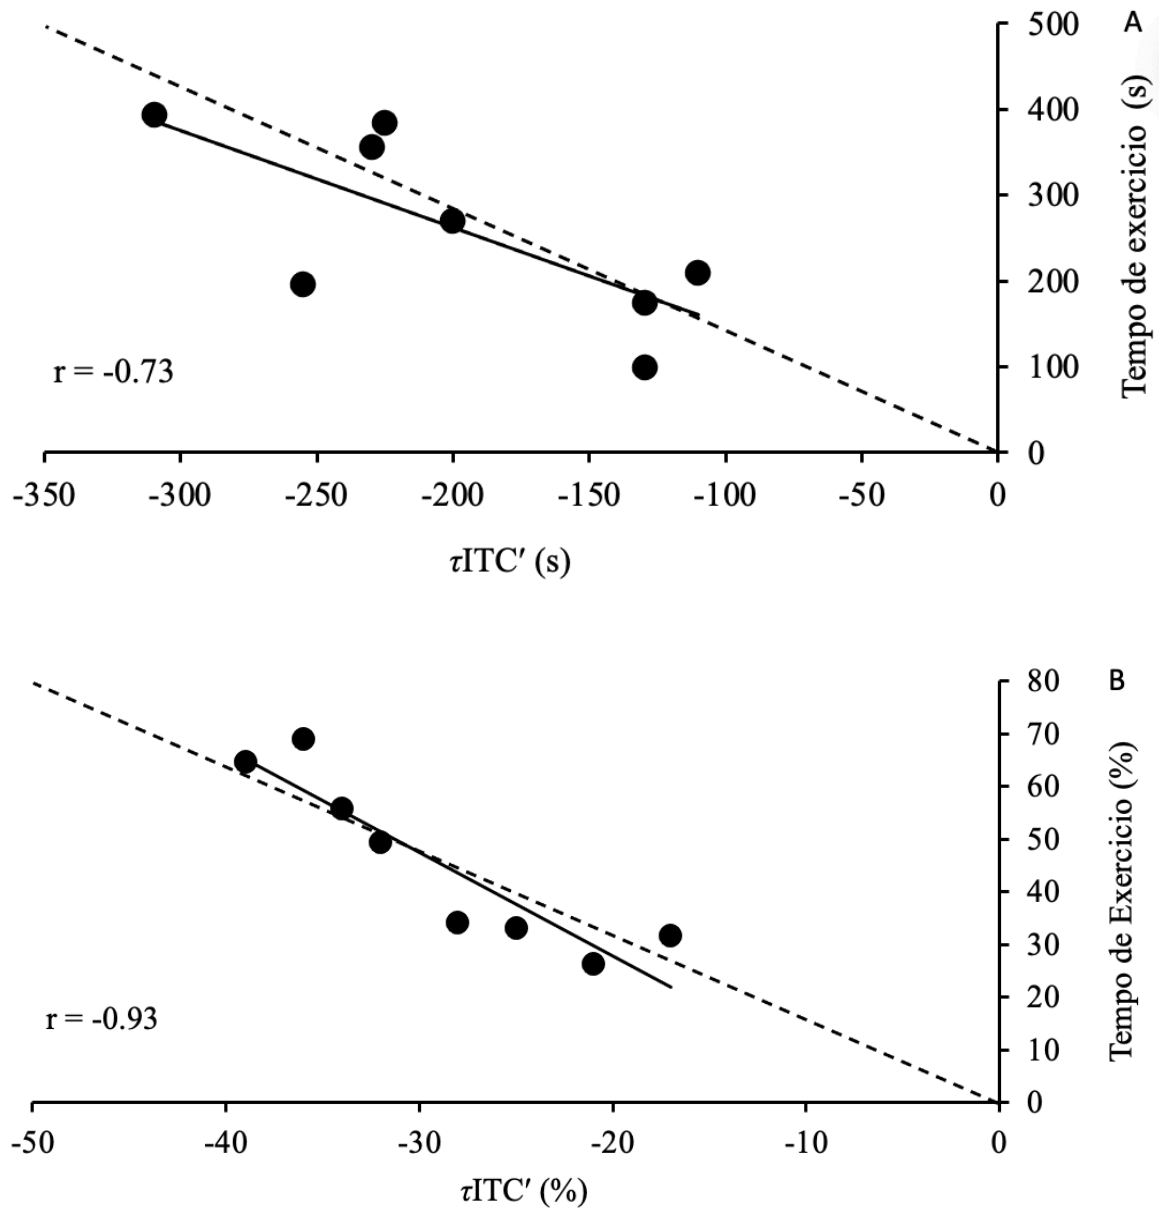 A
500
400
300
200
100
0
Tempo de exercicio (s)
r = -0.73
-350 -300 -250 -200 -150 -100 -50 0
τITC′ (s)
B
80
70
60
50
40
30
20
10
0
Tempo de Exercicio (%)
r = -0.93
-50 -40 -30 -20 -10 0
τITC′ (%)